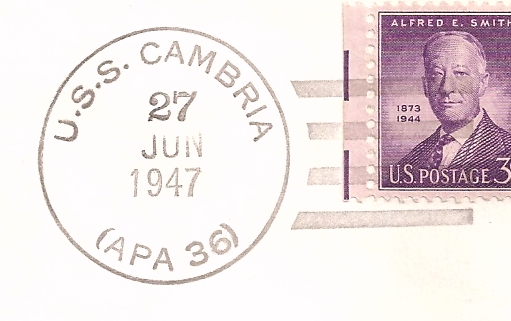 U.S.S. CAMBRIA
27
JUN
1947
(APA 36)
ALFRED E. SMITH
1873
1944
U.S. POSTAGE 3